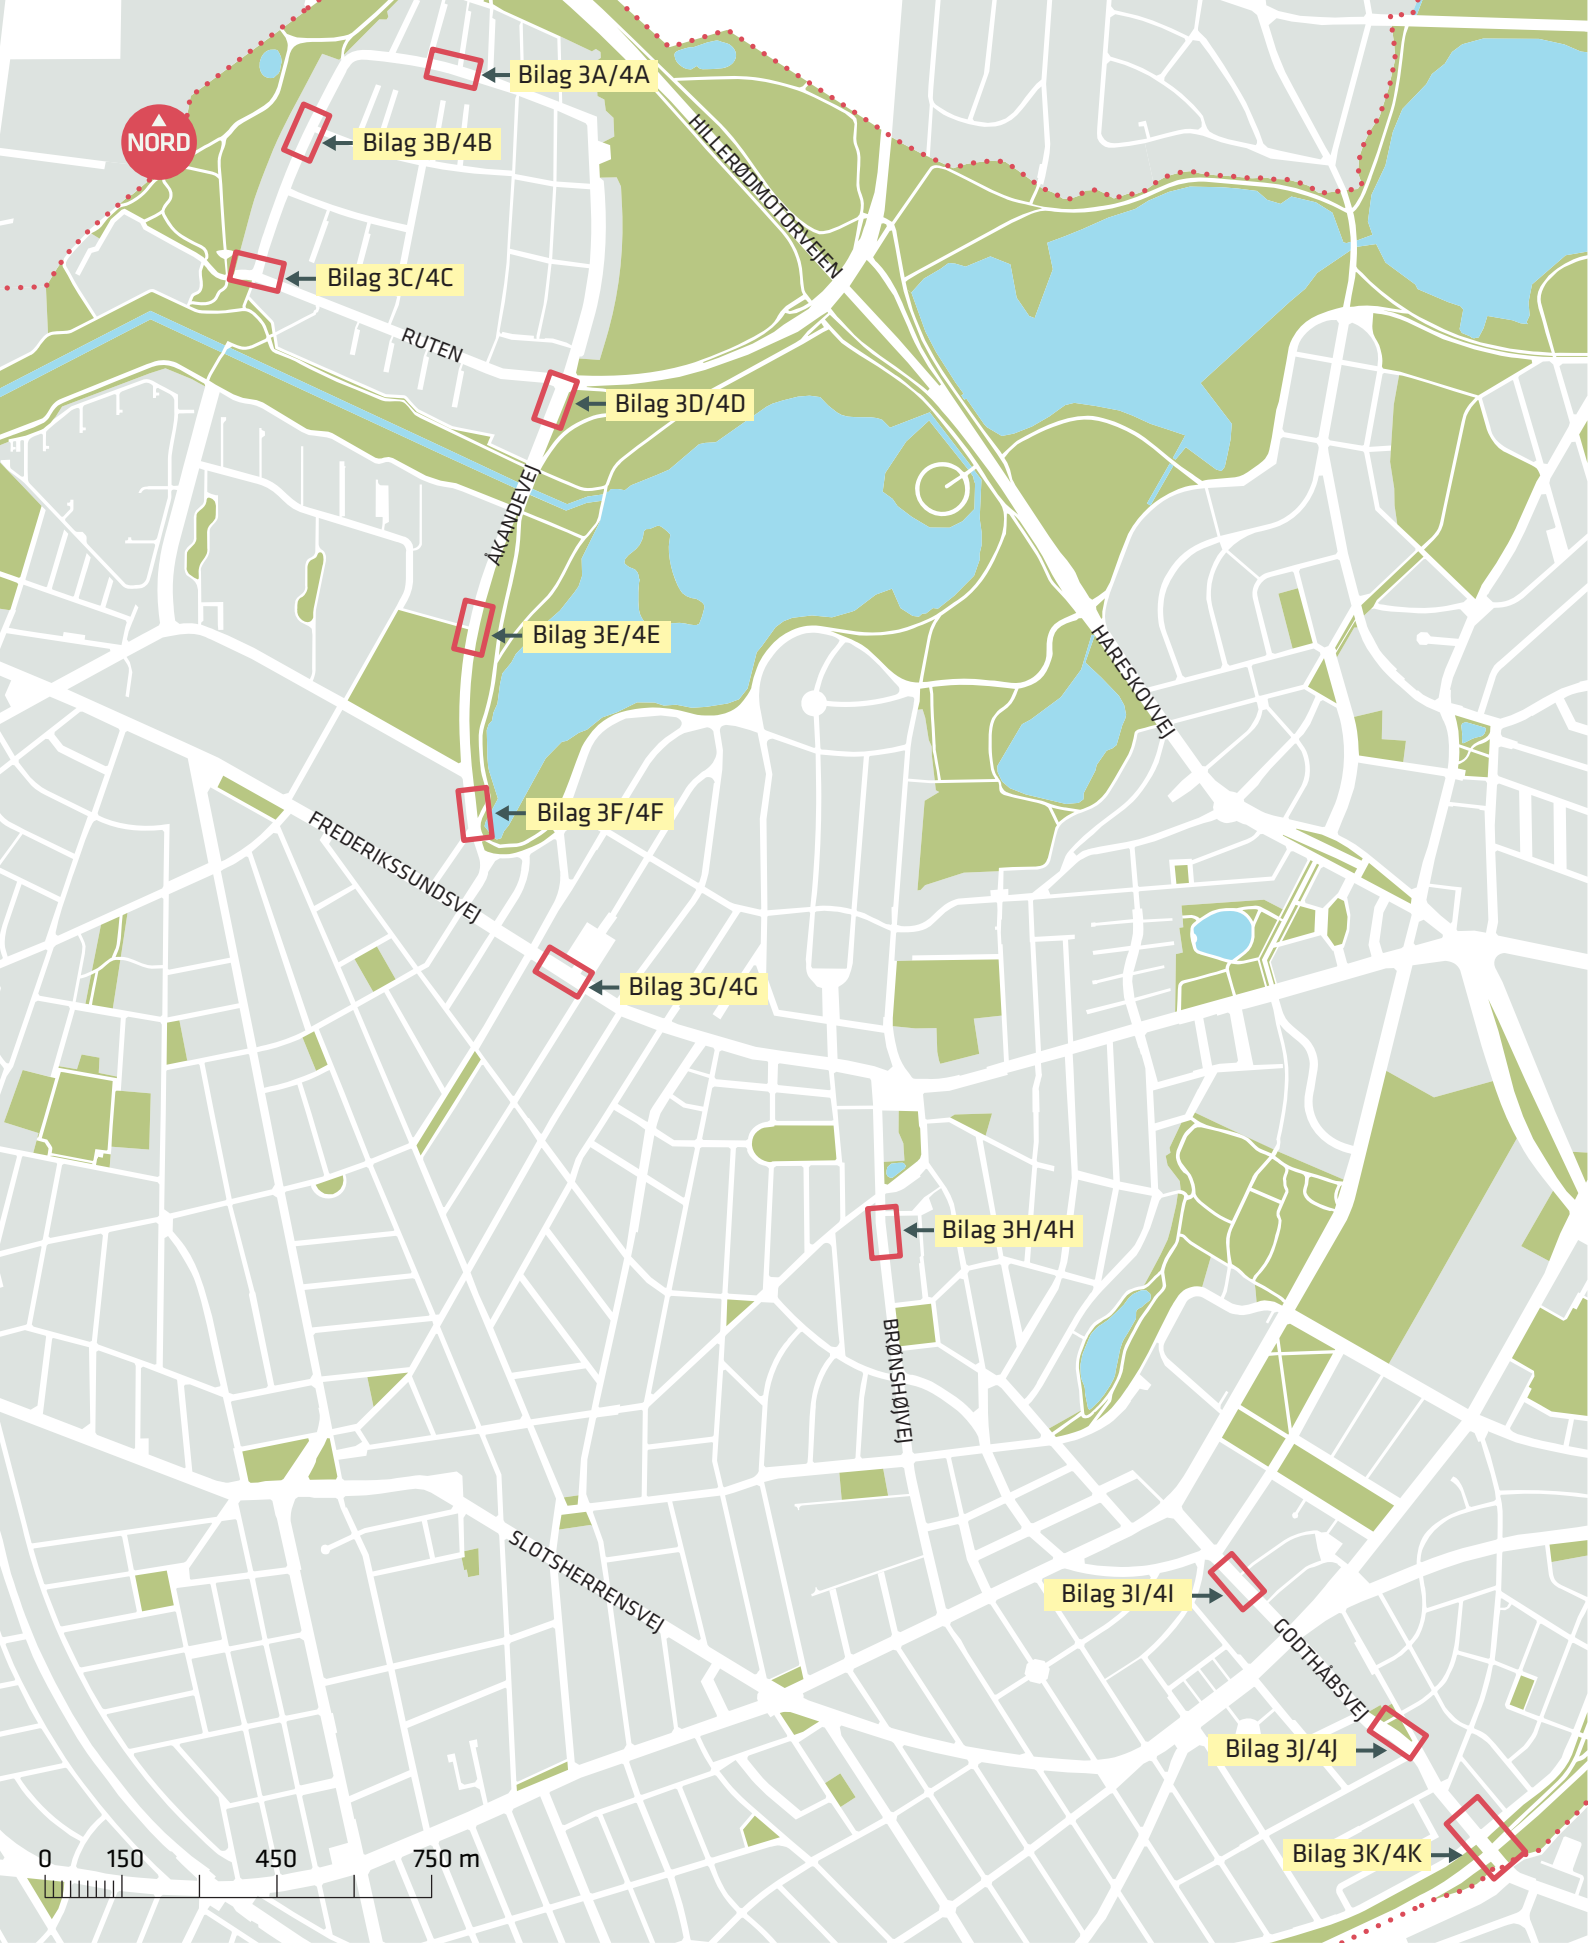 Bilag 3A/4A
NORD
Bilag 3B/4B
HILLERØDMOTORVEJEN
Bilag 3C/4C
RUTEN
Bilag 3D/4D
ÅKANDEVEJ
Bilag 3E/4E
HARESKOVVEJ
Bilag 3F/4F
FREDERIKSSUNDSVEJ
Bilag 3G/4G
Bilag 3H/4H
BRØNSHØJVEJ
SLOTSHERRENSVEJ
Bilag 3I/4I
GODTHÅBSVEJ
Bilag 3J/4J
Bilag 3K/4K
0 150 450 750 m